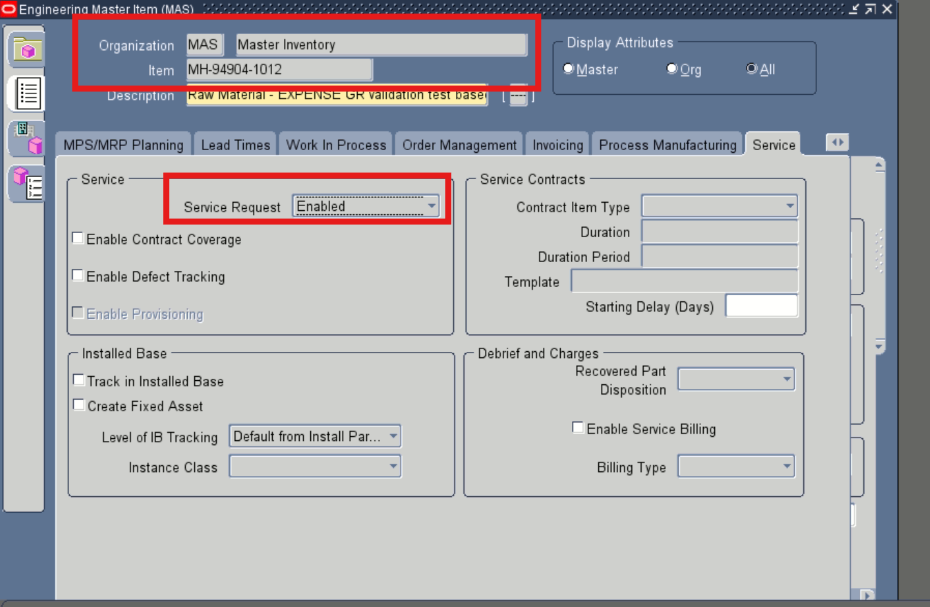 Engineering Master Item (MAS)
Organization MAS Master Inventory
Item MH-94904-1012
Description Raw Material - EXPENSE GR validation test base [ ---- ]
Display Attributes
Master Org All
MPS/MRP Planning Lead Times Work In Process Order Management Invoicing Process Manufacturing Service
Service
Service Request Enabled
Enable Contract Coverage
Enable Defect Tracking
Enable Provisioning
Service Contracts
Contract Item Type
Duration
Duration Period
Template
Starting Delay (Days)
Installed Base
Track in Installed Base
Create Fixed Asset
Level of IB Tracking Default from Install Par...
Instance Class
Debrief and Charges
Recovered Part
Disposition
Enable Service Billing
Billing Type